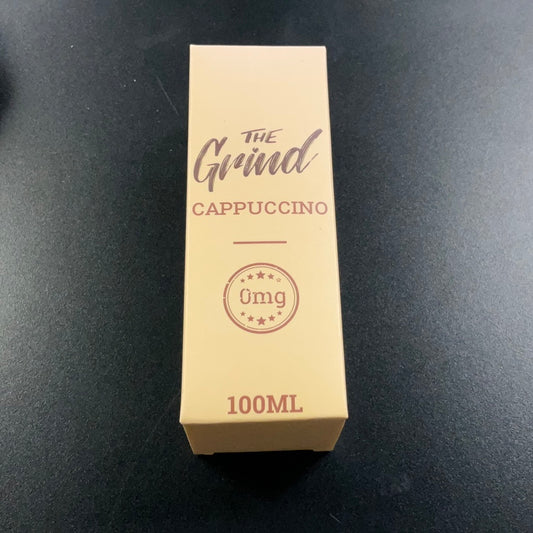 THE
Grind
CAPPUCCINO
0mg
100ML